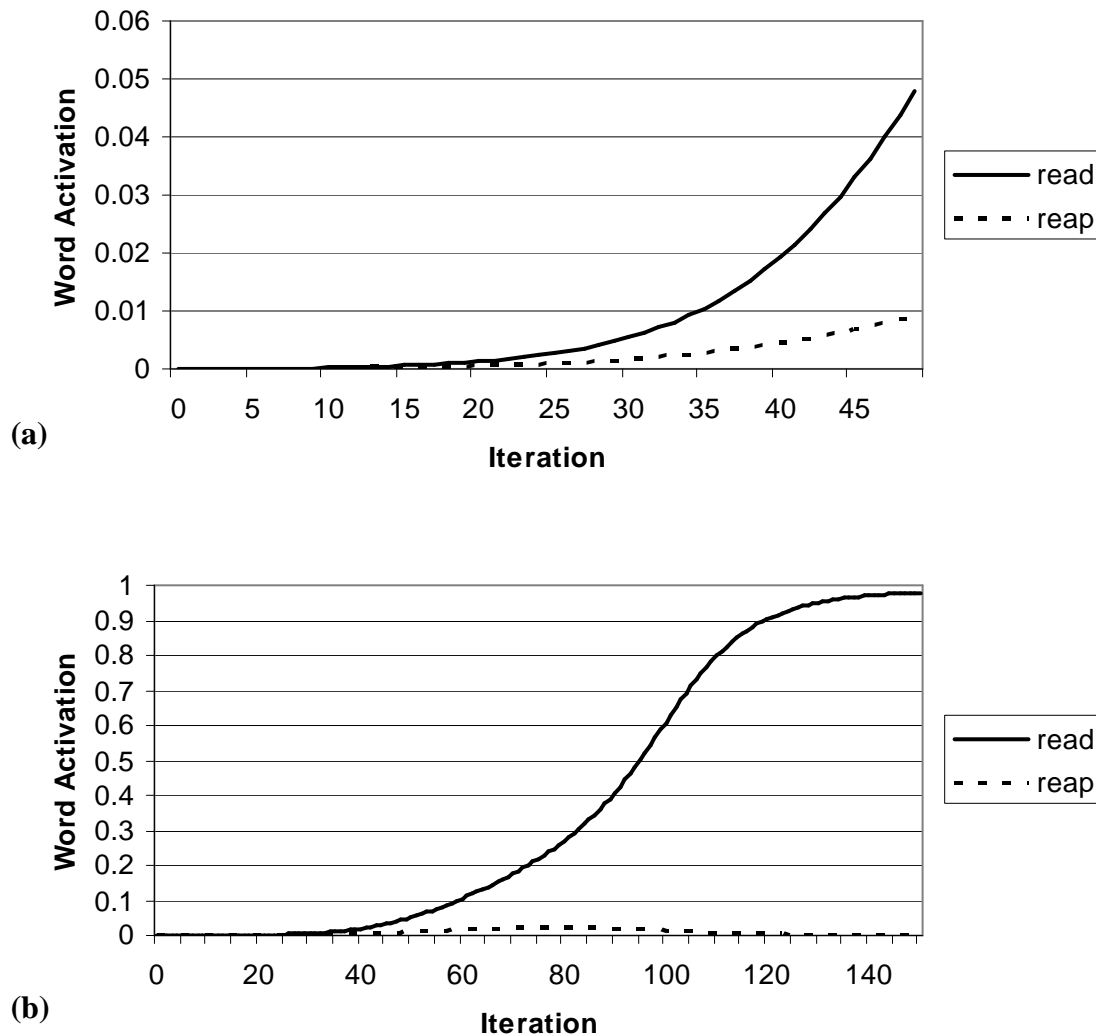 0.06
0.05
0.04
0.03
0.02
0.01
0
Word Activation
0 5 10 15 20 25 30 35 40 45
Iteration
read
reap
(a)
1
0.9
0.8
0.7
0.6
0.5
0.4
0.3
0.2
0.1
0
Word Activation
0 20 40 60 80 100 120 140
Iteration
read
reap
(b)